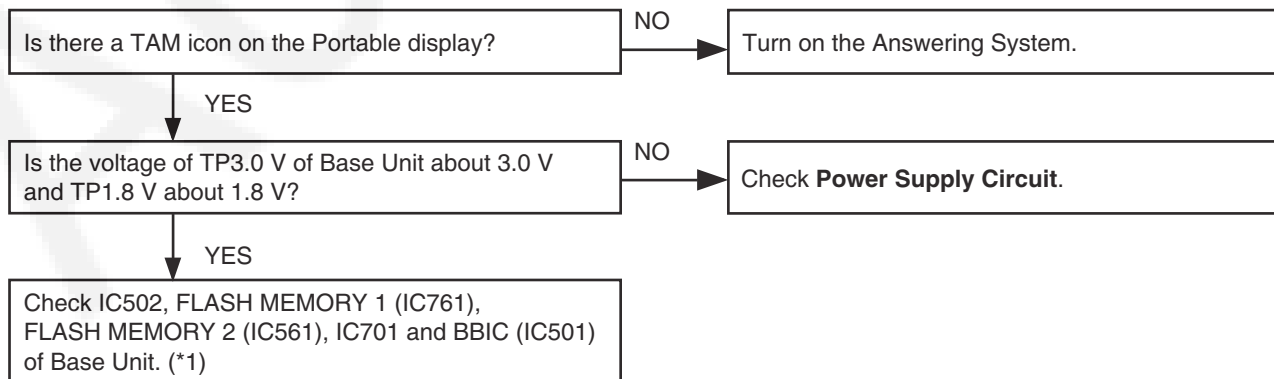 Is there a TAM icon on the Portable display?
NO
Turn on the Answering System.
YES
Is the voltage of TP3.0 V of Base Unit about 3.0 V
and TP1.8 V about 1.8 V?
NO
Check Power Supply Circuit.
YES
Check IC502, FLASH MEMORY 1 (IC761),
FLASH MEMORY 2 (IC561), IC701 and BBIC (IC501)
of Base Unit. (*1)